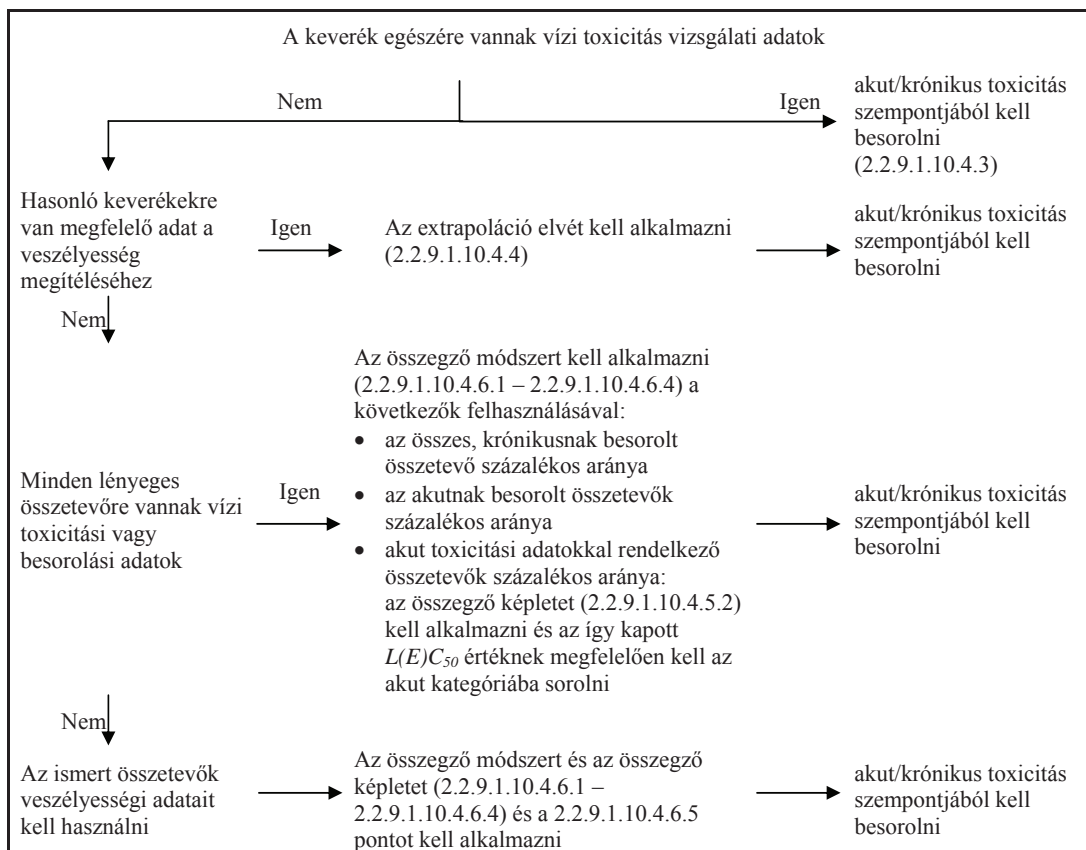 A keverék egészére vannak vízi toxicitás vizsgálati adatok
Nem
Igen
akut/krónikus toxicitás
szempontjából kell
besorolni
(2.2.9.1.10.4.3)
Hasonló keverékekre
van megfelelő adat a
veszélyesség
megítéléséhez
Igen
Az extrapoláció elvét kell alkalmazni
(2.2.9.1.10.4.4)
akut/krónikus toxicitás
szempontjából kell
besorolni
Nem
Minden lényeges
összetevőre vannak vízi
toxicitási vagy
besorolási adatok
Igen
Az összegző módszert kell alkalmazni
(2.2.9.1.10.4.6.1 – 2.2.9.1.10.4.6.4) a
következők felhasználásával:
• az összes, krónikusnak besorolt
összetevő százalékos aránya
• az akutnak besorolt összetevők
százalékos aránya
• akut toxicitási adatokkal rendelkező
összetevők százalékos aránya:
az összegző képletet (2.2.9.1.10.4.5.2)
kell alkalmazni és az így kapott
L(E)C50 értéknek megfelelően kell az
akut kategóriába sorolni
akut/krónikus toxicitás
szempontjából kell
besorolni
Nem
Az ismert összetevők
veszélyességi adatait
kell használni
Az összegző módszert és az összegző
képletet (2.2.9.1.10.4.6.1 –
2.2.9.1.10.4.6.4) és a 2.2.9.1.10.4.6.5
pontot kell alkalmazni
akut/krónikus toxicitás
szempontjából kell
besorolni